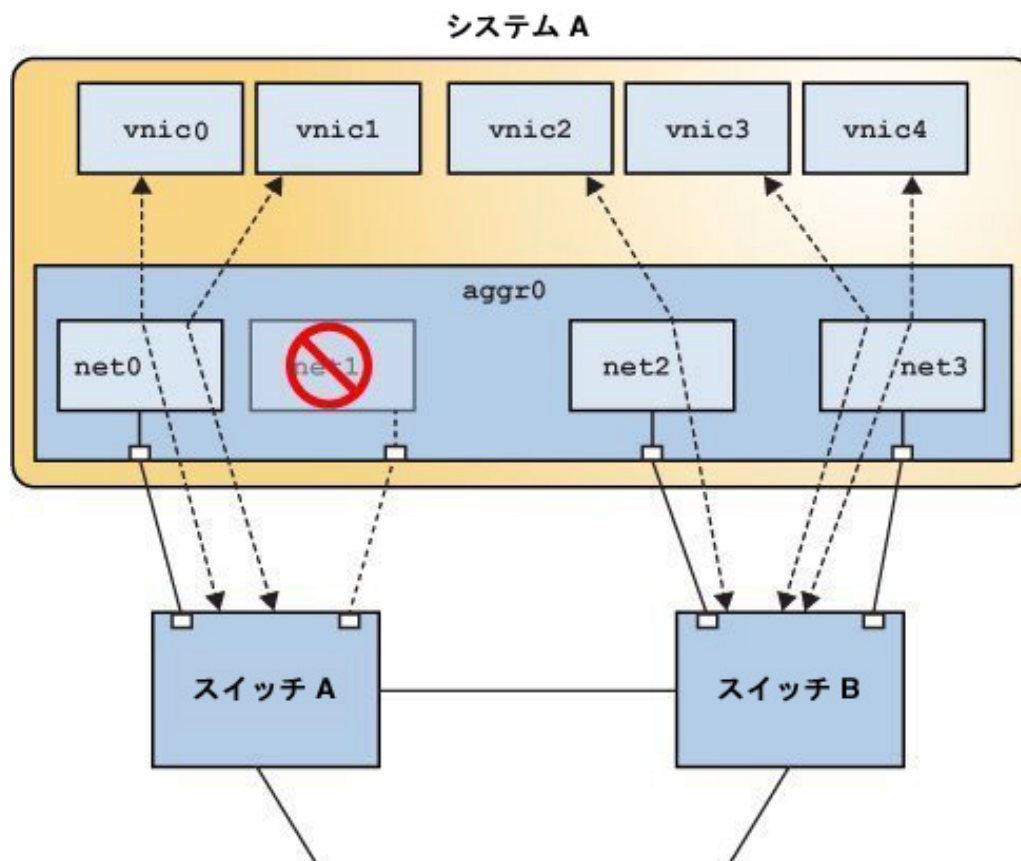 システム A
vnic0
vnic1
vnic2
vnic3
vnic4
aggr0
net0
net1
net2
net3
スイッチ A
スイッチ B